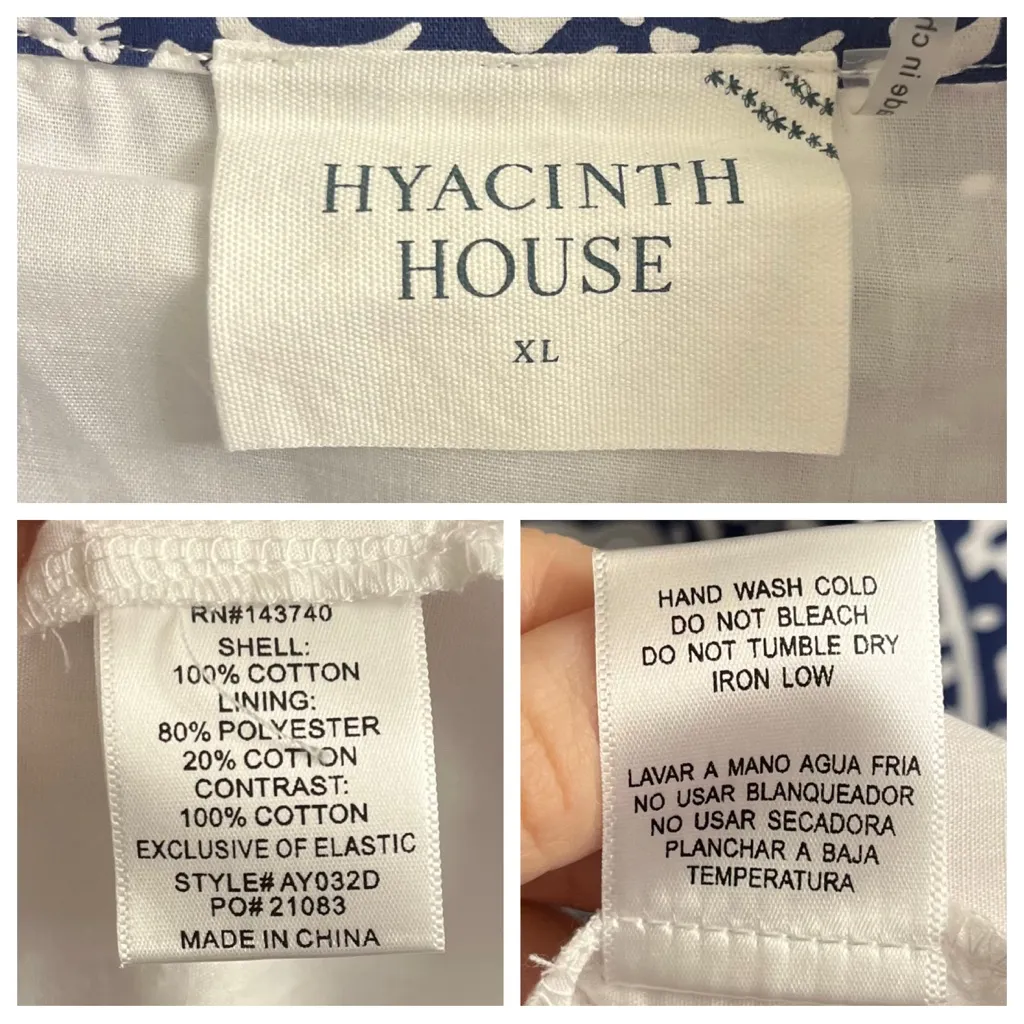 HYACINTH
HOUSE
XL
RN#143740
SHELL:
100% COTTON
LINING:
80% POLYESTER
20% COTTON
CONTRAST:
100% COTTON
EXCLUSIVE OF ELASTIC
STYLE# AY032D
PO# 21083
MADE IN CHINA
HAND WASH COLD
DO NOT BLEACH
DO NOT TUMBLE DRY
IRON LOW
LAVAR A MANO AGUA FRIA
NO USAR BLANQUEADOR
NO USAR SECADORA
PLANCHAR A BAJA
TEMPERATURA